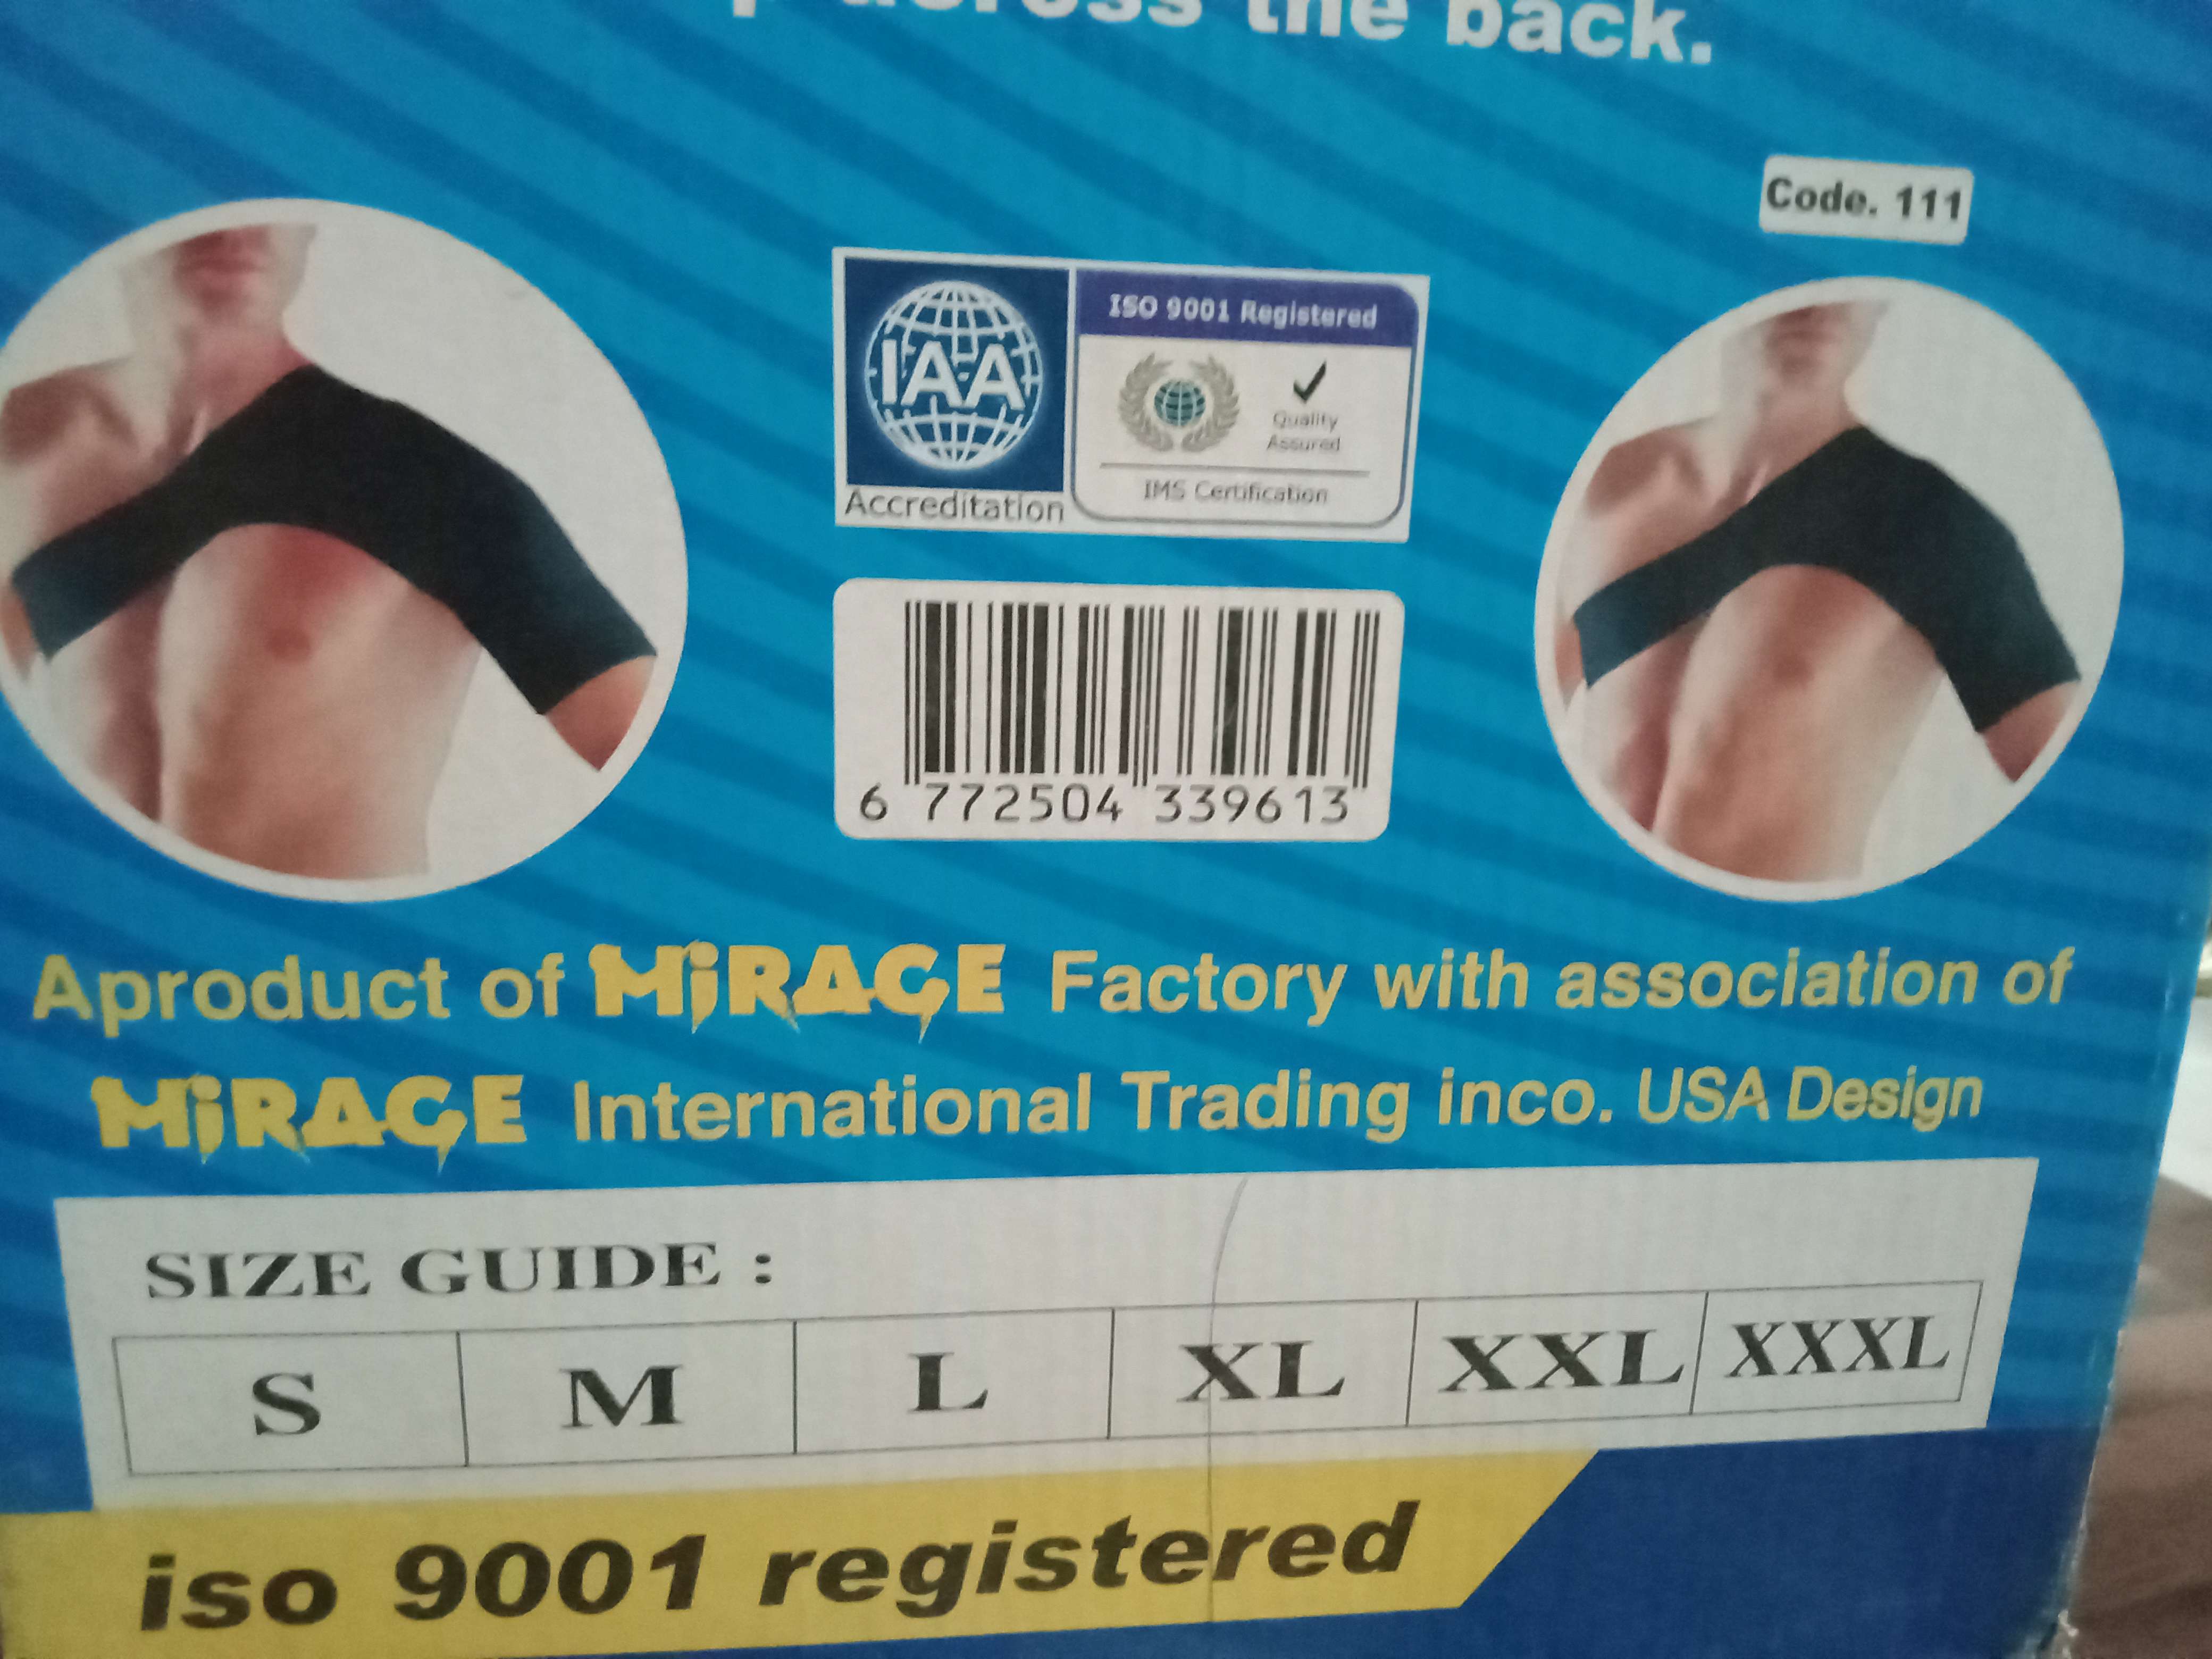 across the back.
Code. 111
IAA
Accreditation
ISO 9001 Registered
Quality
Assured
IMS Certification
6 772504 339613
Aproduct of MiRAGE Factory with association of
MiRAGE International Trading inco. USA Design
SIZE GUIDE :
S M L XL XXL XXXL
iso 9001 registered